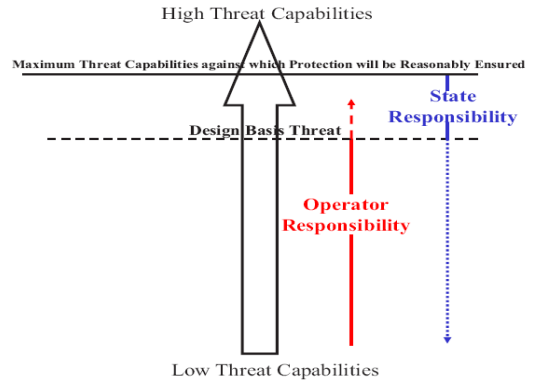 High Threat Capabilities
Maximum Threat Capabilities against which Protection will be Reasonably Ensured
State
Responsibility
Design Basis Threat
Operator
Responsibility
Low Threat Capabilities